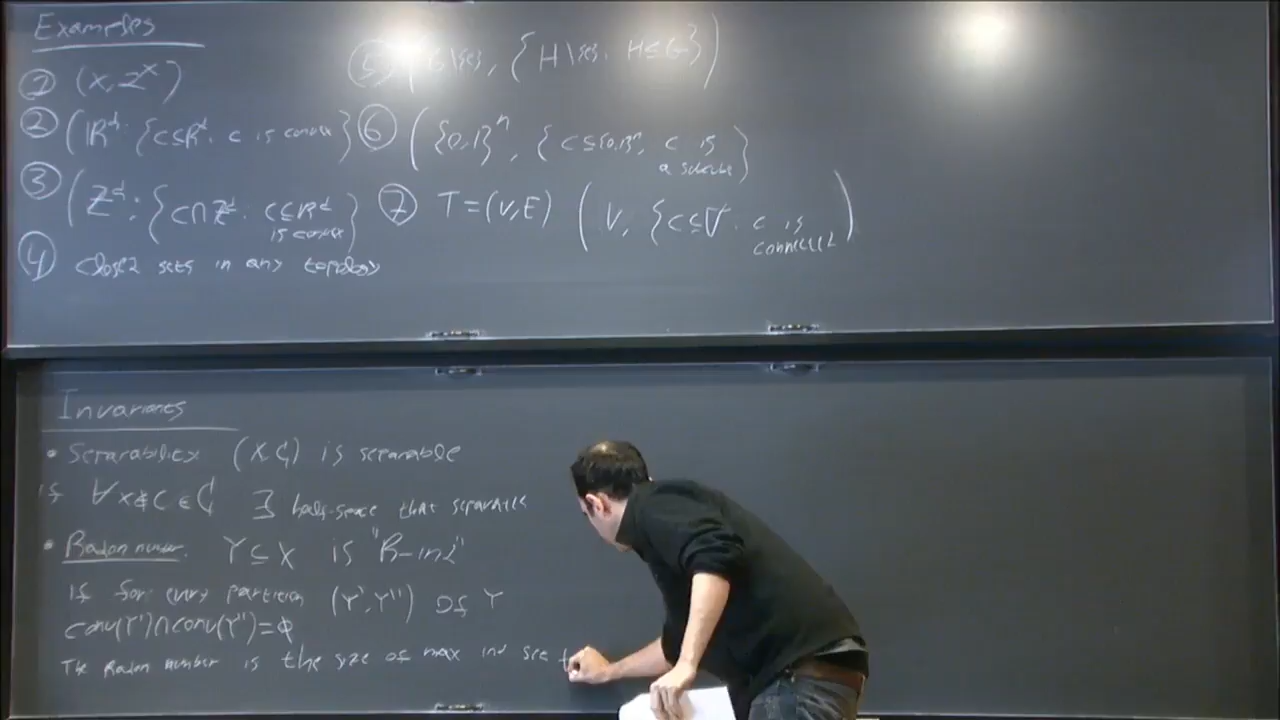 Examples
① (X, 2^X)
② (ℝ^d: {C⊆ℝ^d: C is convex})
③ (ℤ^d: {C∩ℤ^d: C⊆ℝ^d is convex})
④ closed sets in any topology
⑤ G\{e}, {H\{e}: H≤G})
⑥ ({0,1}^n, {C⊆{0,1}^n, C is a subcube})
⑦ T=(V,E) (V, {C⊆V: C is connected)
Invariants
• Separability (X,C) is separable
if ∀x∉C∈C ∃ half-space that separates
• Radon number. Y⊆X is "R-ind"
if for every partition (Y',Y'') of Y
conv(Y')∩conv(Y'')=∅
The Radon number is the size of max ind set